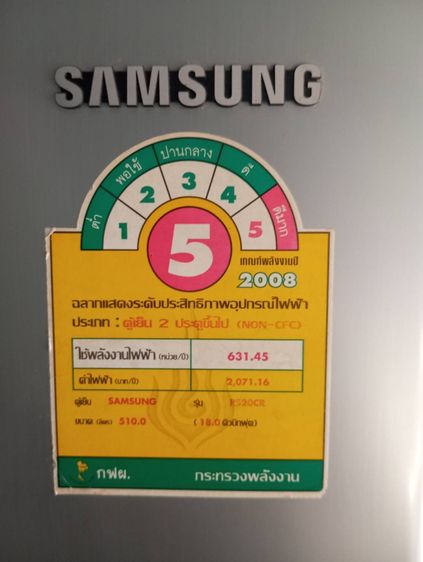 SAMSUNG
ต่ำ พอใช้ ปานกลาง ดี ดีมาก
1 2 3 4 5
5
เกณฑ์พลังงานปี
2008
ฉลากแสดงระดับประสิทธิภาพอุปกรณ์ไฟฟ้า
ประเภท : ตู้เย็น 2 ประตูขึ้นไป (NON-CFC)
ใช้พลังงานไฟฟ้า (หน่วย/ปี) 631.45
ค่าไฟฟ้า (บาท/ปี) 2,071.16
ตู้เย็น SAMSUNG รุ่น RS20CR
ขนาด (ลิตร) 510.0 ( 18.0 คิวบิกฟุต)
กฟผ. กระทรวงพลังงาน